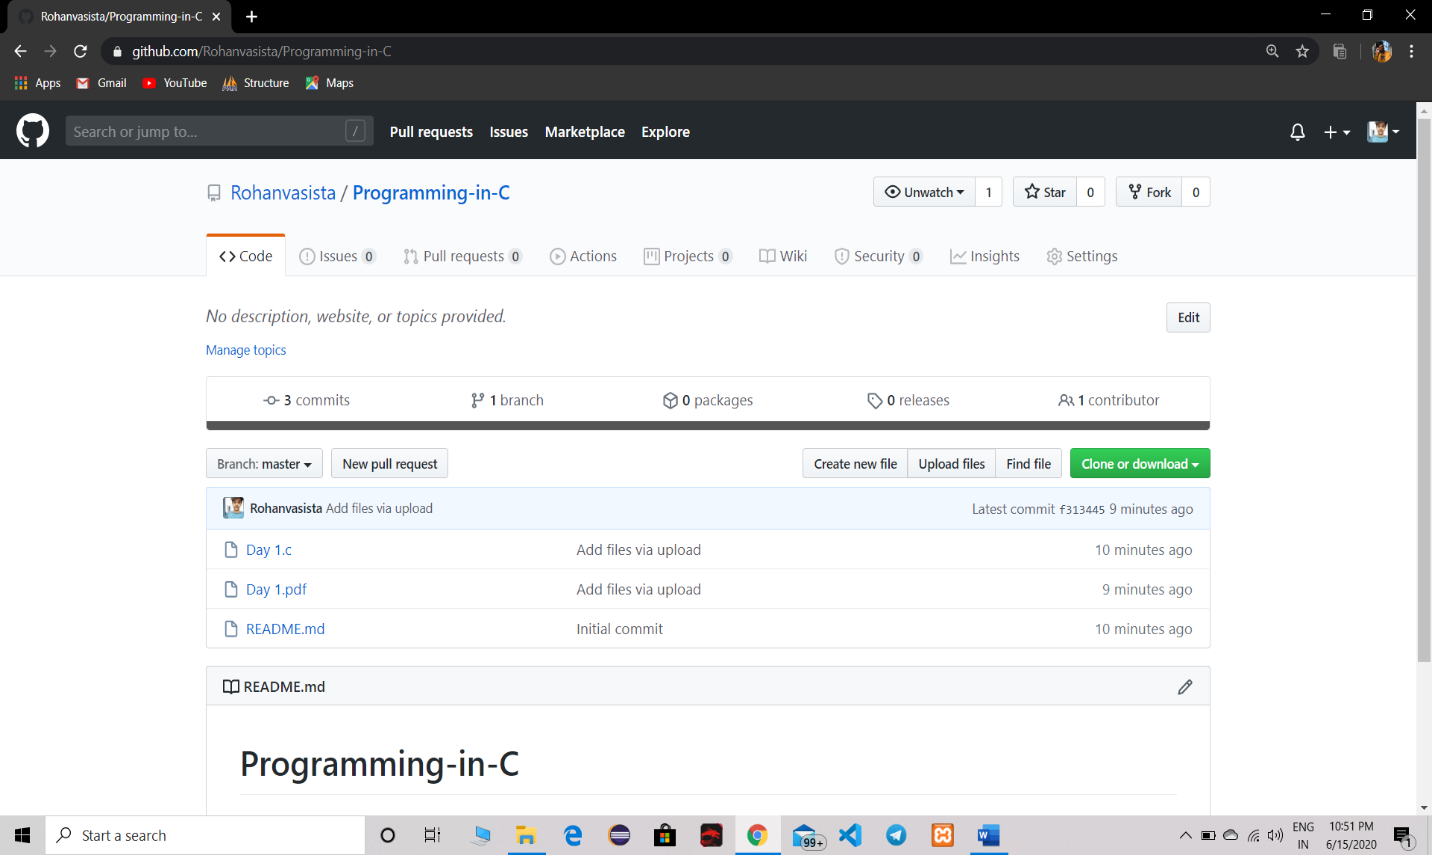 Rohanvasista/Programming-in-C
github.com/Rohanvasista/Programming-in-C
Apps Gmail YouTube Structure Maps
Search or jump to... / Pull requests Issues Marketplace Explore
Rohanvasista / Programming-in-C Unwatch 1 Star 0 Fork 0
Code Issues 0 Pull requests 0 Actions Projects 0 Wiki Security 0 Insights Settings
No description, website, or topics provided. Edit
Manage topics
3 commits 1 branch 0 packages 0 releases 1 contributor
Branch: master New pull request Create new file Upload files Find file Clone or download
Rohanvasista Add files via upload Latest commit f313445 9 minutes ago
Day 1.c Add files via upload 10 minutes ago
Day 1.pdf Add files via upload 9 minutes ago
README.md Initial commit 10 minutes ago
README.md
Programming-in-C
Start a search 99+ ENG 10:51 PM
IN 6/15/2020 1